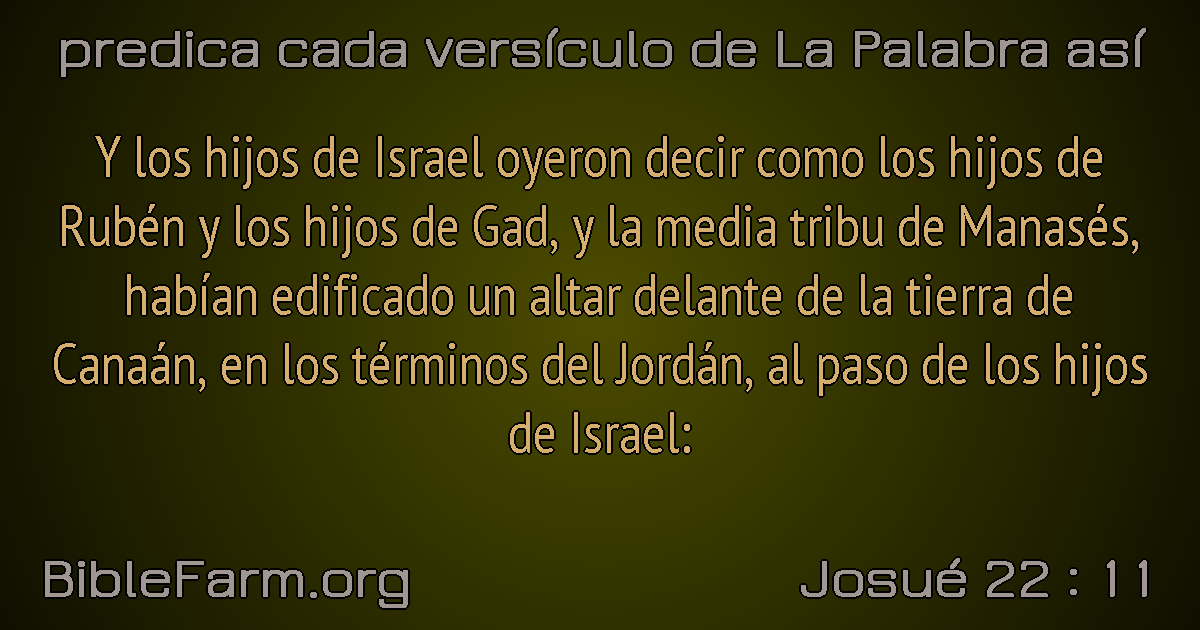 predica cada versículo de La Palabra así
Y los hijos de Israel oyeron decir como los hijos de
Rubén y los hijos de Gad, y la media tribu de Manasés,
habían edificado un altar delante de la tierra de
Canaán, en los términos del Jordán, al paso de los hijos
de Israel:
BibleFarm.org
Josué 22 : 11